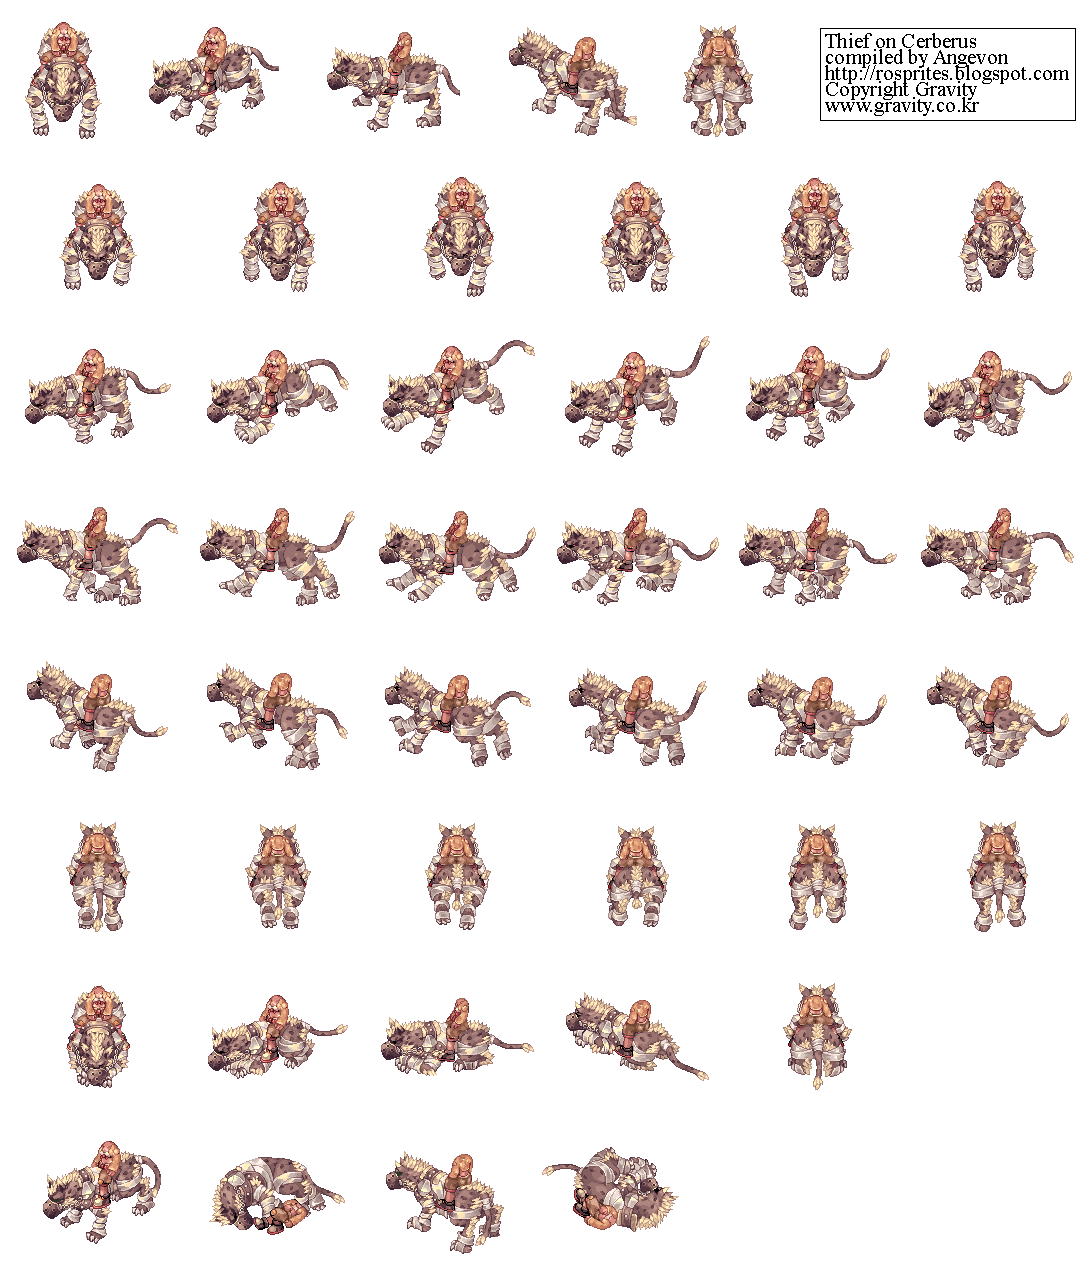 Thief on Cerberus
compiled by Angevon
http://rosprites.blogspot.com
Copyright Gravity
www.gravity.co.kr